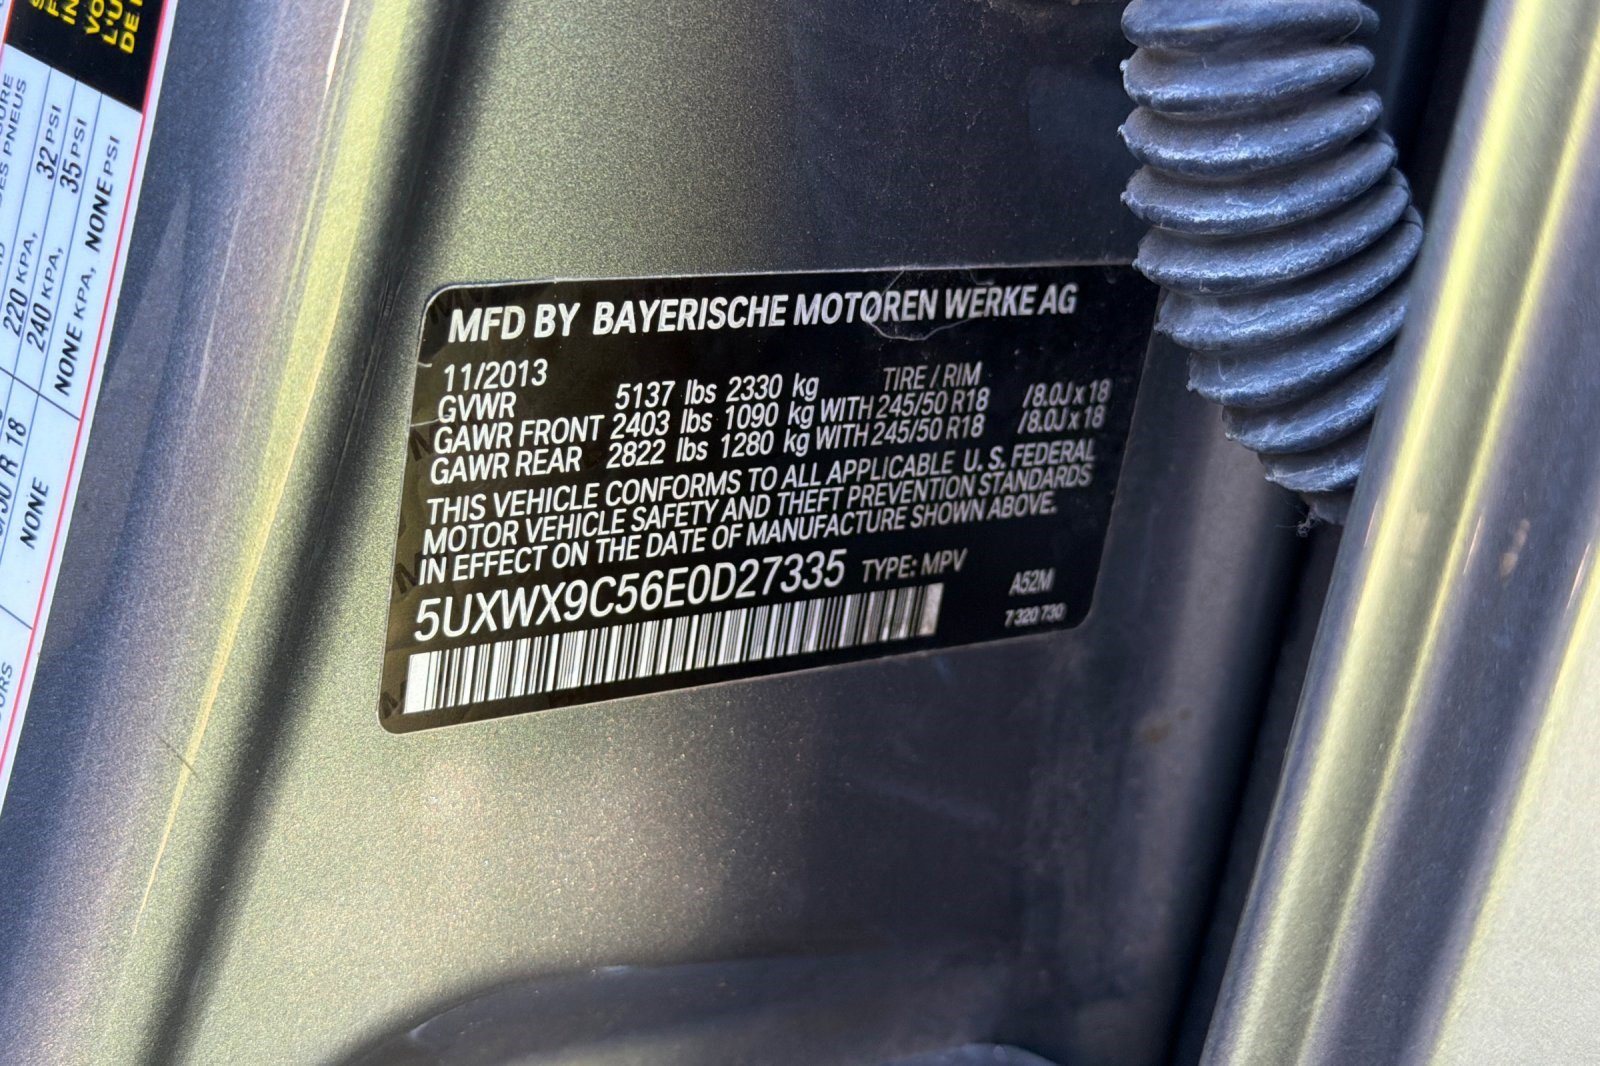 MFD BY BAYERISCHE MOTOREN WERKE AG
11/2013
TIRE / RIM
GVWR 5137 lbs 2330 kg
GAWR FRONT 2403 lbs 1090 kg WITH 245/50 R18 /8.0J x 18
GAWR REAR 2822 lbs 1280 kg WITH 245/50 R18 /8.0J x 18
THIS VEHICLE CONFORMS TO ALL APPLICABLE U. S. FEDERAL
MOTOR VEHICLE SAFETY AND THEFT PREVENTION STANDARDS
IN EFFECT ON THE DATE OF MANUFACTURE SHOWN ABOVE.
5UXWX9C56E0D27335 TYPE: MPV
A52M
7 320 730
220 KPA, 32 PSI
240 KPA, 35 PSI
NONE KPA, NONE PSI
R 18
NONE